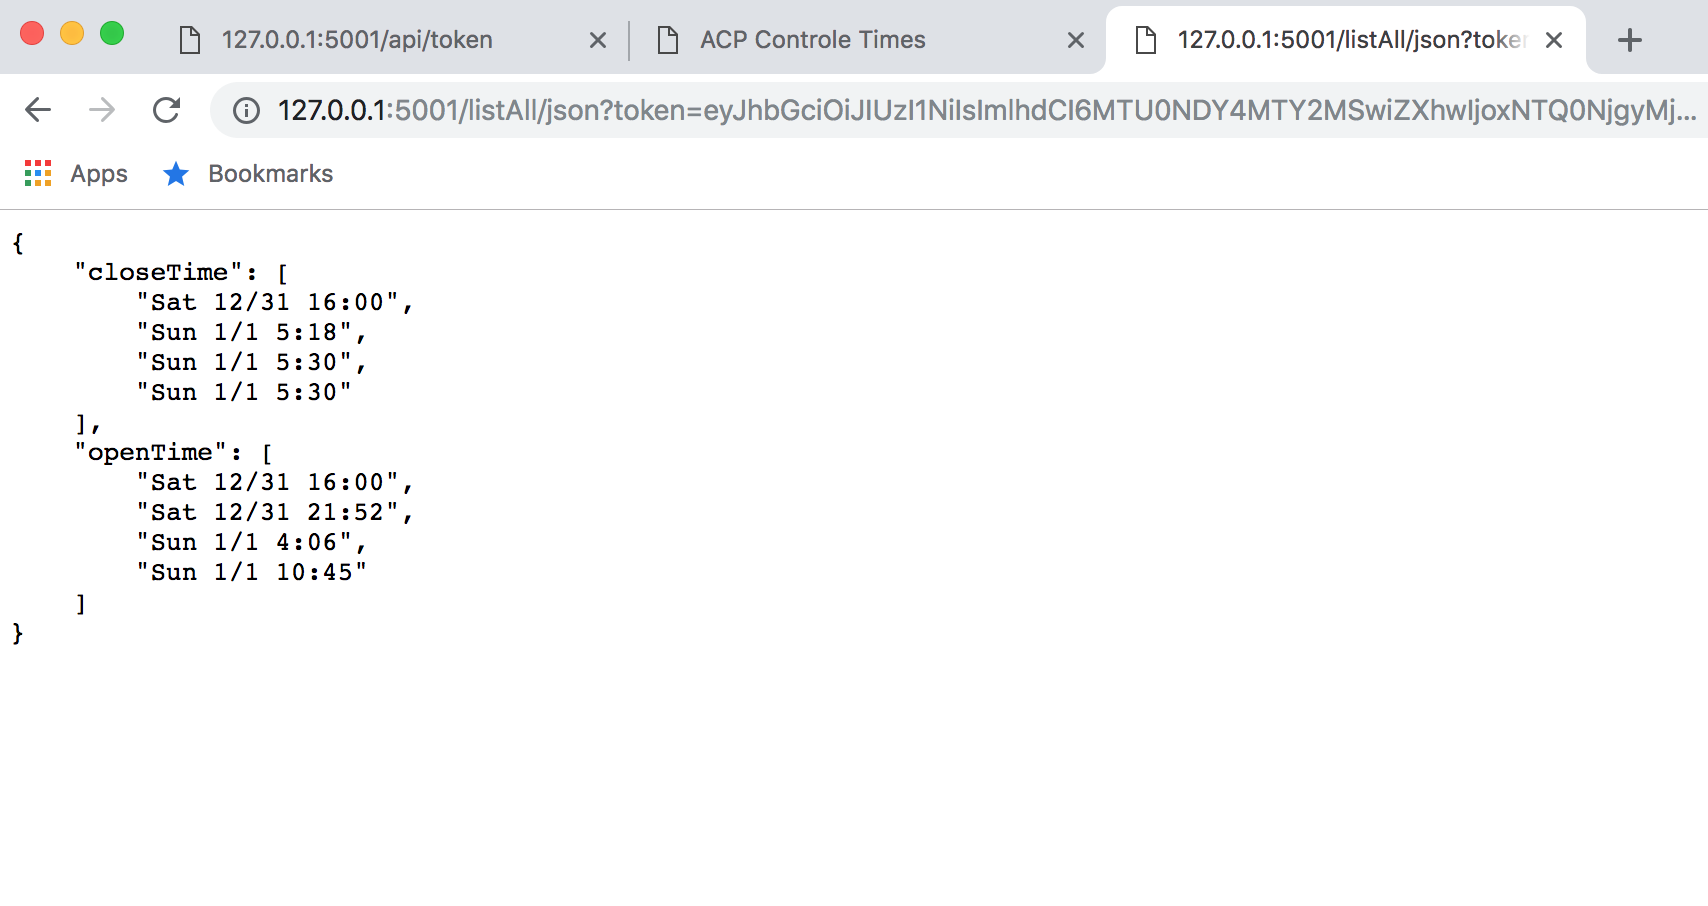 127.0.0.1:5001/api/token
ACP Controle Times
127.0.0.1:5001/listAll/json?token
127.0.0.1:5001/listAll/json?token=eyJhbGciOiJIUzI1NiIsImlhdCI6MTU0NDY4MTY2MSwiZXhwIjoxNTQ0NjgyMj...
Apps
Bookmarks
{
"closeTime": [
"Sat 12/31 16:00",
"Sun 1/1 5:18",
"Sun 1/1 5:30",
"Sun 1/1 5:30"
],
"openTime": [
"Sat 12/31 16:00",
"Sat 12/31 21:52",
"Sun 1/1 4:06",
"Sun 1/1 10:45"
]
}